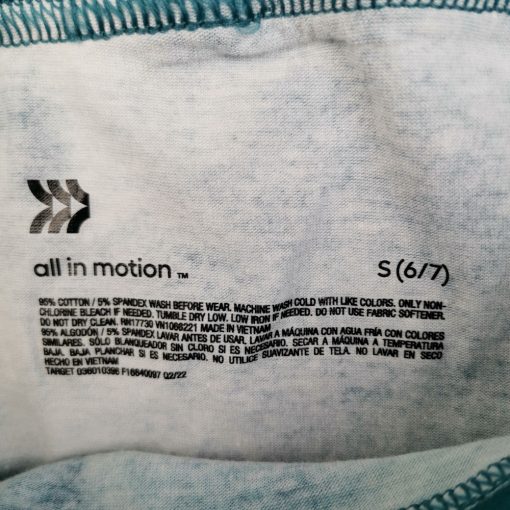 all in motion ™
S (6/7)
95% COTTON / 5% SPANDEX WASH BEFORE WEAR. MACHINE WASH COLD WITH LIKE COLORS. ONLY NON-
CHLORINE BLEACH IF NEEDED. TUMBLE DRY LOW. LOW IRON IF NEEDED. DO NOT USE FABRIC SOFTENER.
DO NOT DRY CLEAN. RN17730 VN1068221 MADE IN VIETNAM
95% ALGODÓN / 5% SPANDEX LAVAR ANTES DE USAR. LAVAR A MÁQUINA CON AGUA FRÍA CON COLORES
SIMILARES. SÓLO BLANQUEADOR SIN CLORO SI ES NECESARIO. SECAR A MÁQUINA A TEMPERATURA
BAJA. BAJA. PLANCHAR SI ES NECESARIO. NO UTILICE SUAVIZANTE DE TELA. NO LAVAR EN SECO
HECHO EN VIETNAM
TARGET 036010396 F16640097 02/22